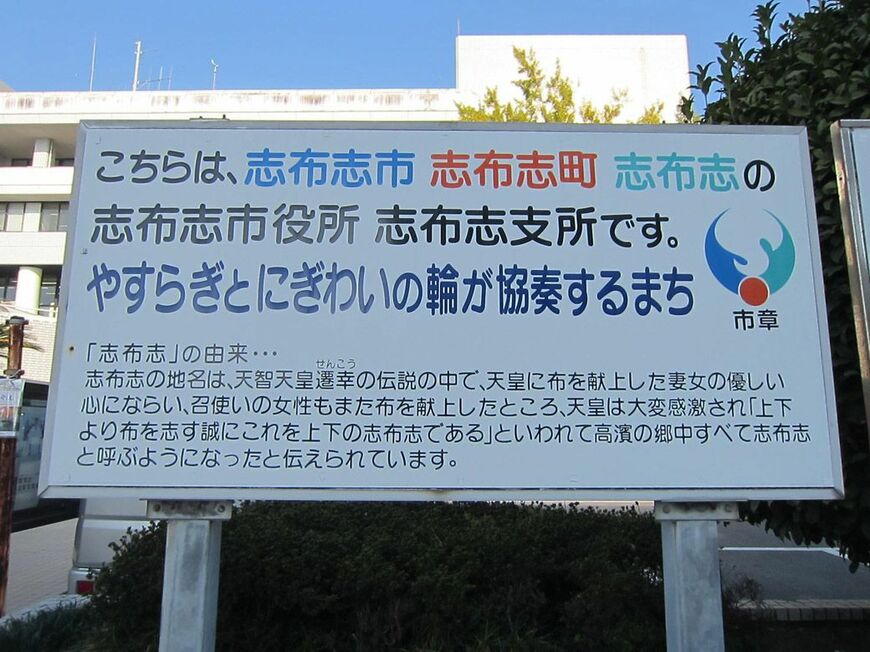 こちらは、志布志市 志布志町 志布志の
志布志市役所 志布志支所です。
やすらぎとにぎわいの輪が協奏するまち
市章
「志布志」の由来・・・
せんこう
志布志の地名は、天智天皇遷幸の伝説の中で、天皇に布を献上した妻女の優しい
心にならい、召使いの女性もまた布を献上したところ、天皇は大変感激され「上下
より布を志す誠にこれを上下の志布志である」といわれて高濱の郷中すべて志布志
と呼ぶようになったと伝えられています。